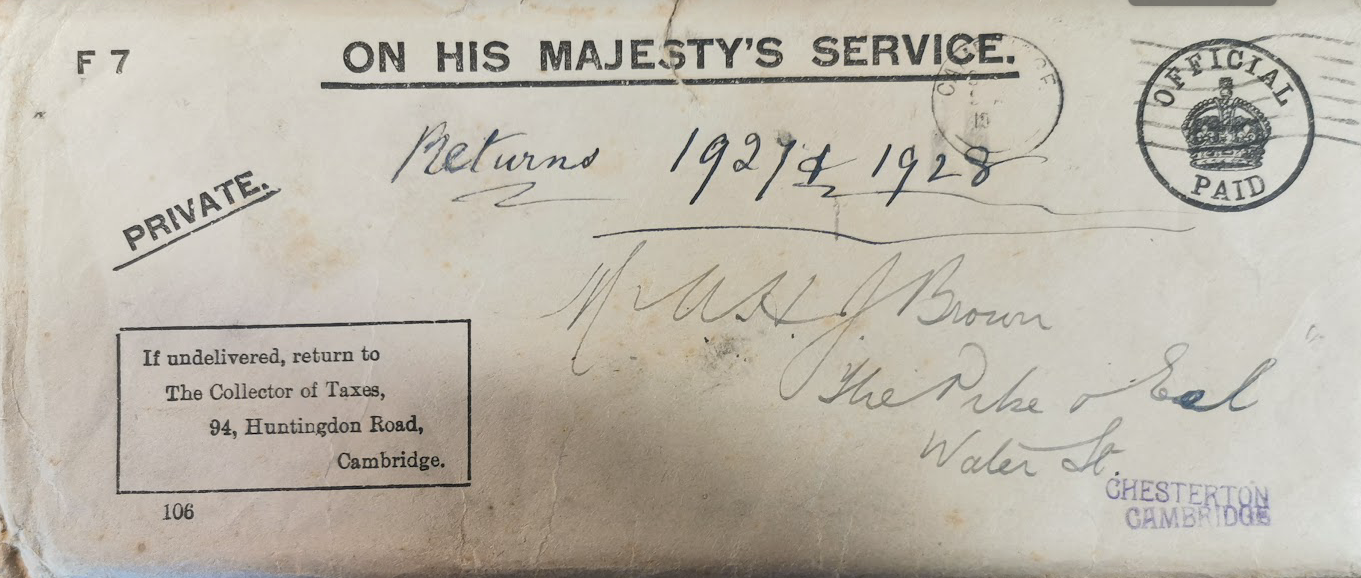 F 7
ON HIS MAJESTY'S SERVICE.
OFFICIAL
PAID
Returns 1927 & 1928
PRIVATE.
Mr W H J Brown
The Pike & Eel
Water St.
CHESTERTON
CAMBRIDGE
If undelivered, return to
The Collector of Taxes,
94, Huntingdon Road,
Cambridge.
106